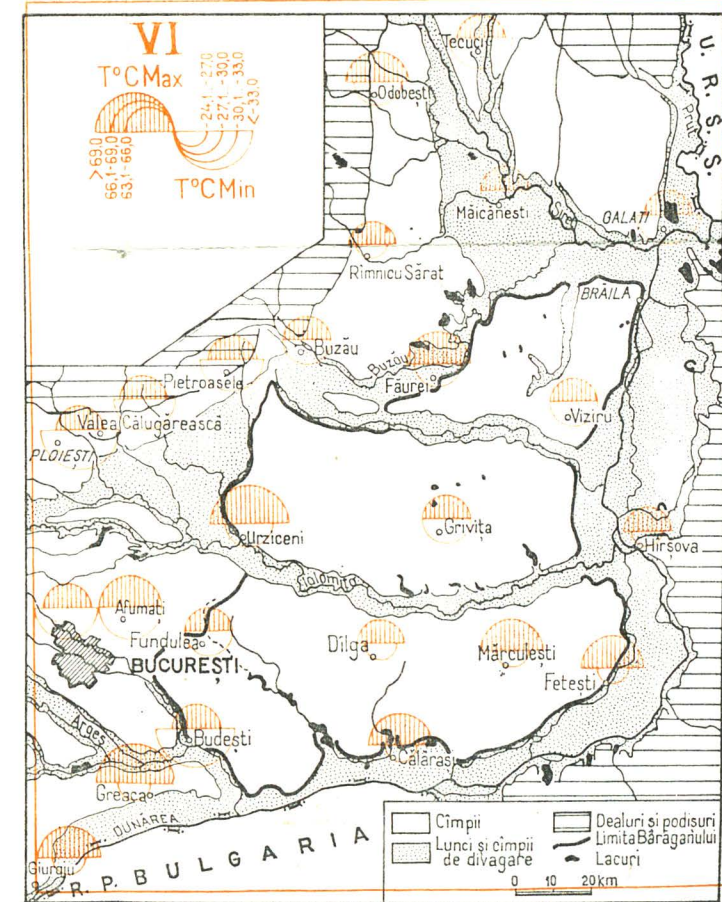 VI
T°C Max
>69.0
66,1-69,0
63,1-66,0
-24,1...-27,0
-27,1...-30,0
-30,1...-33,0
<-33,0
T°C Min
Tecuci
U. R. S. S.
Prut
Odobești
Măicănești
Siret
GALAȚI
Rîmnicu Sărat
BRĂILA
Buzău
Buzău
Pietroasele
Făurei
Viziru
Valea Călugărească
PLOIEȘTI
Urziceni
Grivița
Hîrșova
Ialomița
Afumați
Fundulea
BUCUREȘTI
Dîlga
Mărculești
Fetești
Argeș
Budești
Călărași
Greaca
DUNĂREA
Giurgiu
R. P. BULGARIA
Cîmpii
Lunci și cîmpii
de divagare
Dealuri si podișuri
Limita Bărăganului
Lacuri
0 10 20km